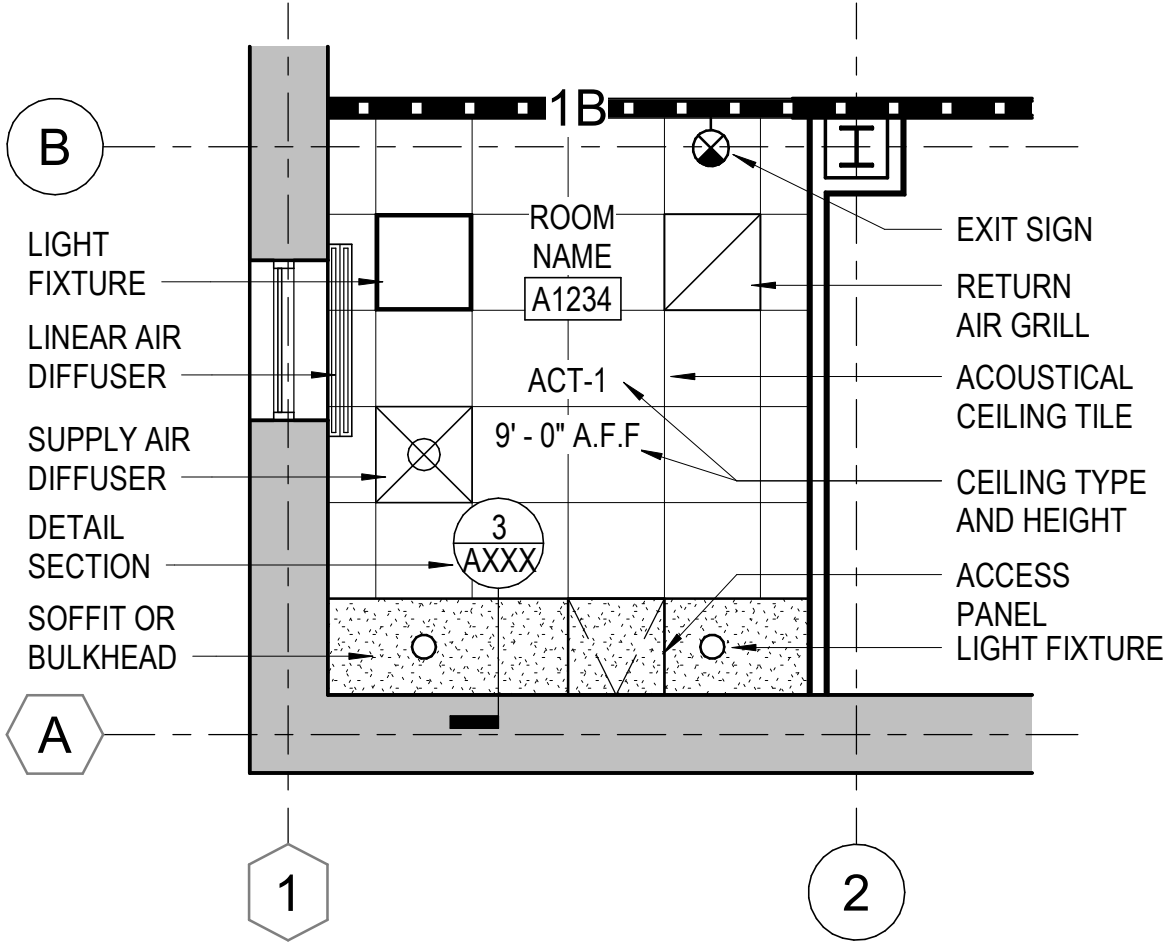 1B
B
ROOM
NAME
A1234
LIGHT
FIXTURE
LINEAR AIR
DIFFUSER
SUPPLY AIR
DIFFUSER
DETAIL
SECTION
SOFFIT OR
BULKHEAD
ACT-1
9' - 0" A.F.F
3
AXXX
EXIT SIGN
RETURN
AIR GRILL
ACOUSTICAL
CEILING TILE
CEILING TYPE
AND HEIGHT
ACCESS
PANEL
LIGHT FIXTURE
A
1
2